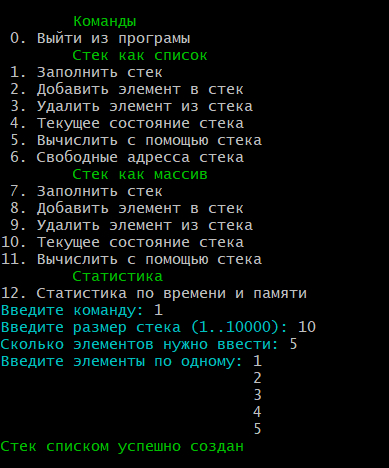 Команды
0. Выйти из програмы
Стек как список
1. Заполнить стек
2. Добавить элемент в стек
3. Удалить элемент из стека
4. Текущее состояние стека
5. Вычислить с помощью стека
6. Свободные адресса стека
Стек как массив
7. Заполнить стек
8. Добавить элемент в стек
9. Удалить элемент из стека
10. Текущее состояние стека
11. Вычислить с помощью стека
Статистика
12. Статистика по времени и памяти
Введите команду: 1
Введите размер стека (1..10000): 10
Сколько элементов нужно ввести: 5
Введите элементы по одному: 1
2
3
4
5
Стек списком успешно создан